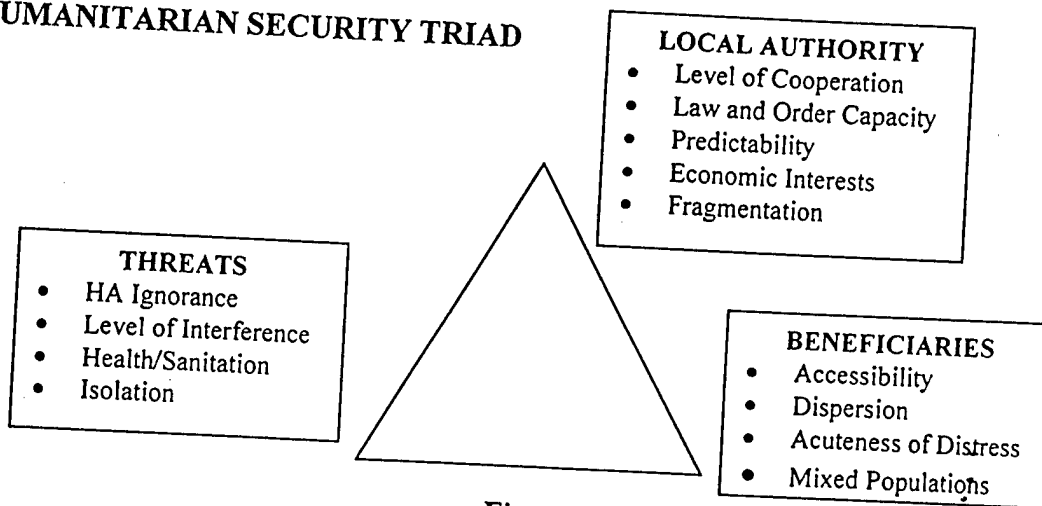 UMANITARIAN SECURITY TRIAD
LOCAL AUTHORITY
• Level of Cooperation
• Law and Order Capacity
• Predictability
• Economic Interests
• Fragmentation
THREATS
• HA Ignorance
• Level of Interference
• Health/Sanitation
• Isolation
BENEFICIARIES
• Accessibility
• Dispersion
• Acuteness of Distress
• Mixed Populations